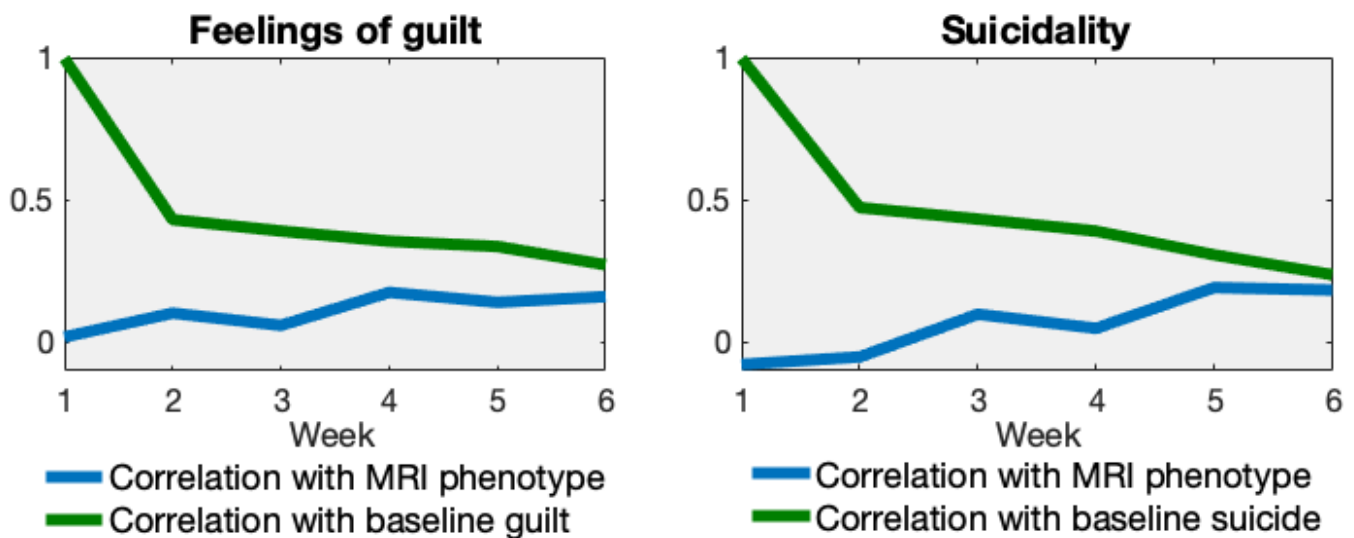 Feelings of guilt
1
0.5
0
1 2 3 4 5 6
Week
Correlation with MRI phenotype
Correlation with baseline guilt
Suicidality
1
0.5
0
1 2 3 4 5 6
Week
Correlation with MRI phenotype
Correlation with baseline suicide